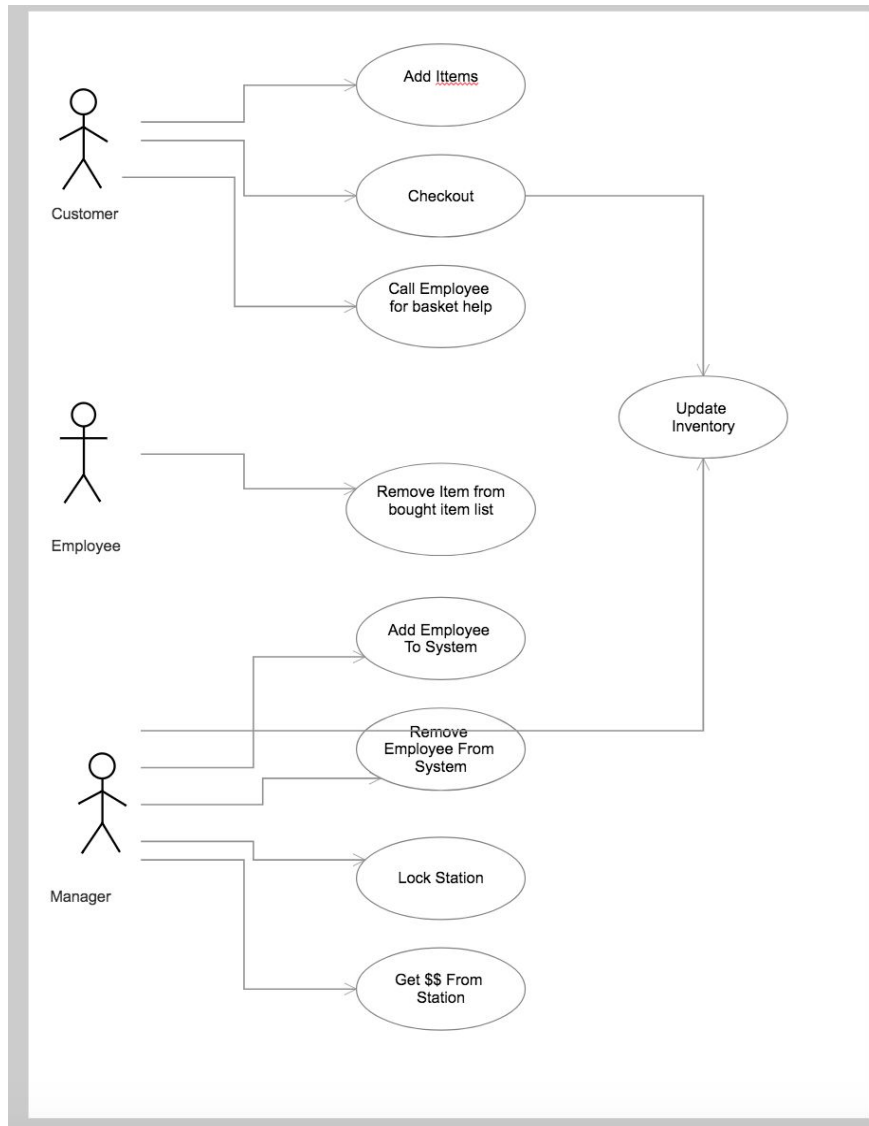 Add Ittems
Customer
Checkout
Call Employee
for basket help
Update
Inventory
Remove Item from
bought item list
Employee
Add Employee
To System
Remove
Employee From
System
Manager
Lock Station
Get $$ From
Station